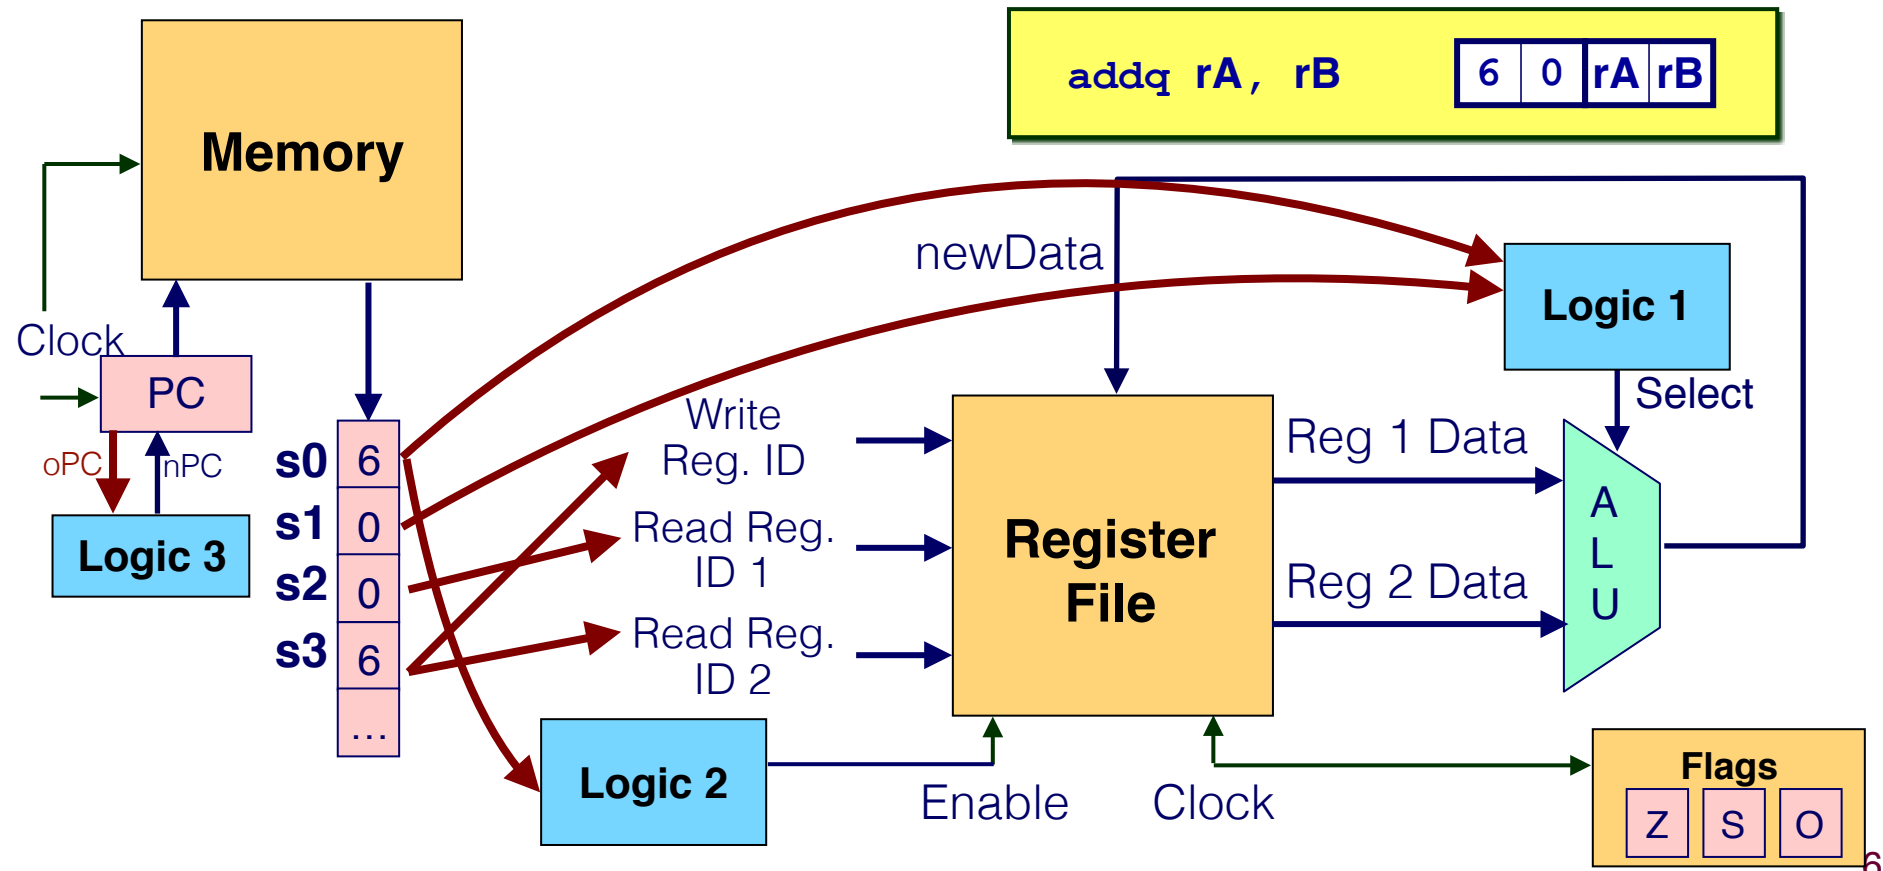 addq rA, rB
6 0 rA rB
Memory
newData
Logic 1
Clock
PC
Select
oPC
nPC
Logic 3
s0 6
s1 0
s2 0
s3 6
...
Write
Reg. ID
Read Reg.
ID 1
Read Reg.
ID 2
Register
File
Reg 1 Data
Reg 2 Data
A
L
U
Logic 2
Enable
Clock
Flags
Z S O
6